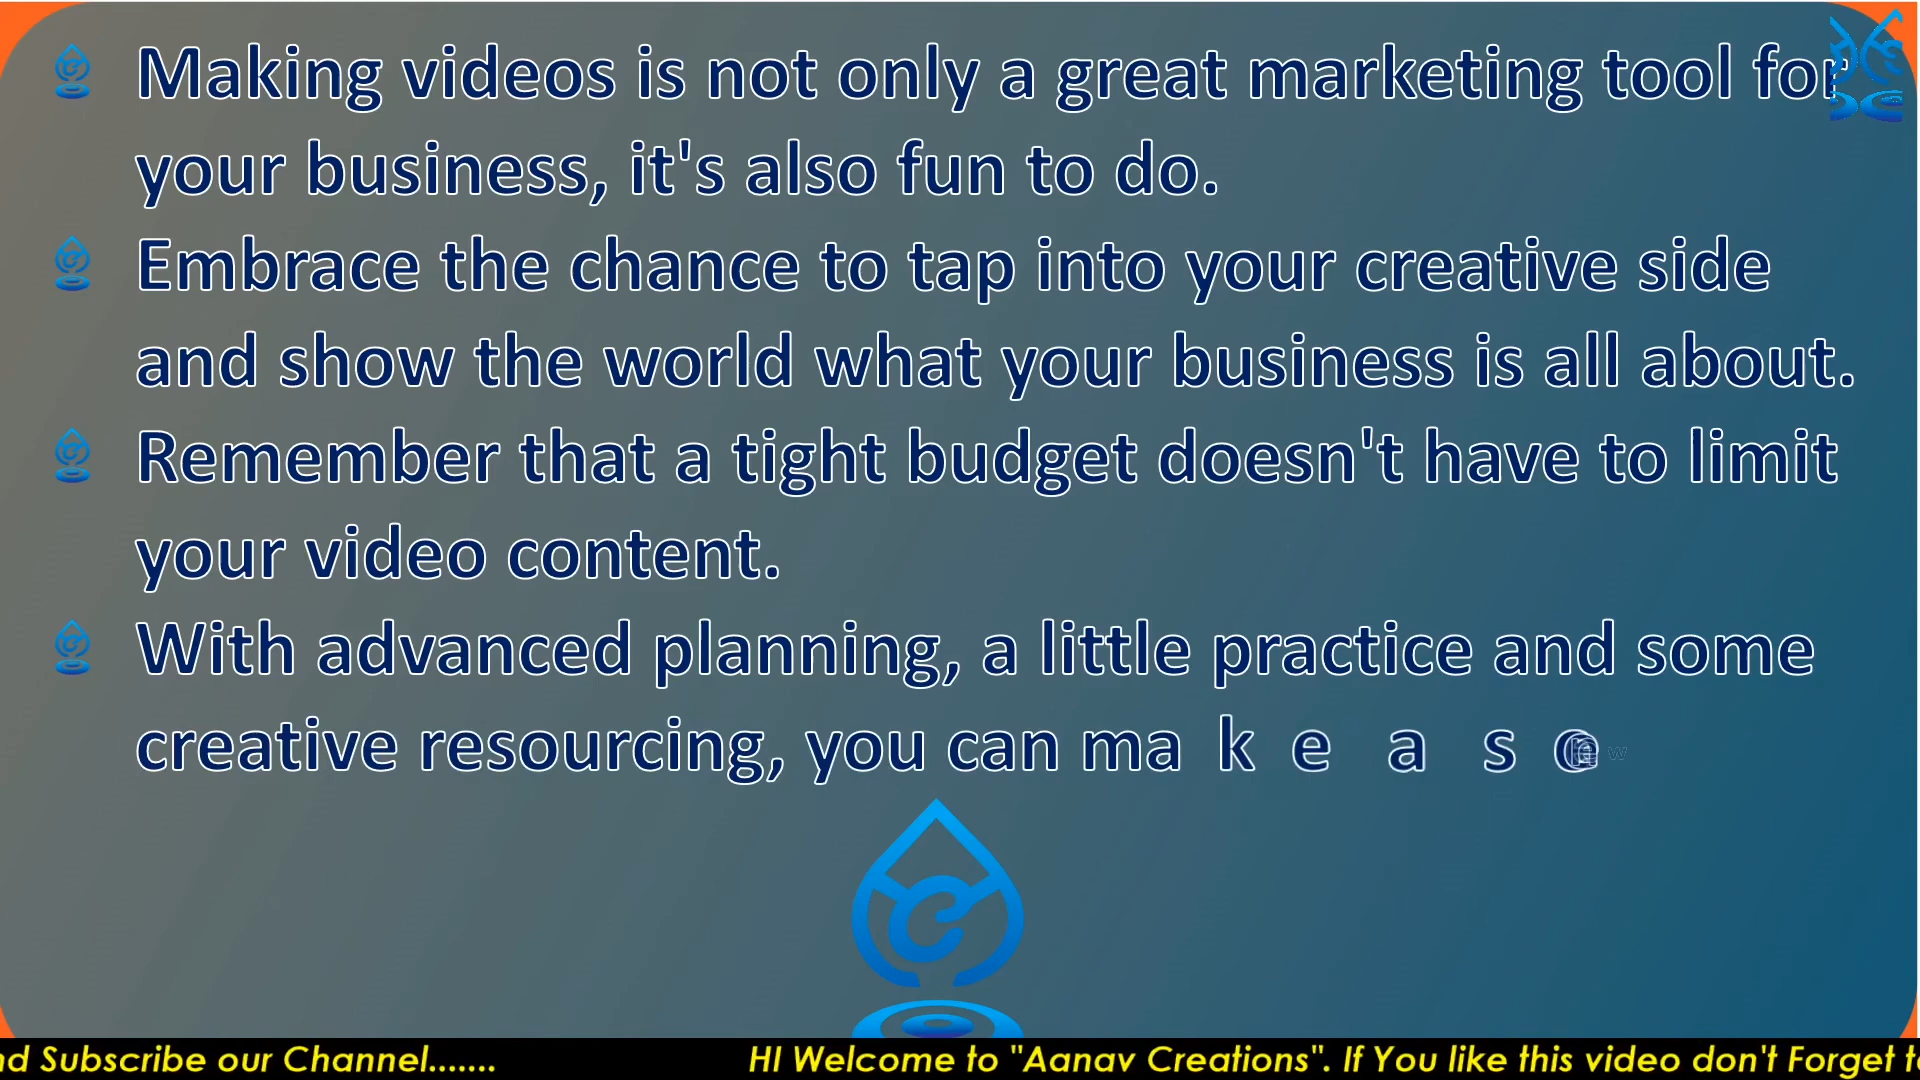 Making videos is not only a great marketing tool for
your business, it's also fun to do.
Embrace the chance to tap into your creative side
and show the world what your business is all about.
Remember that a tight budget doesn't have to limit
your video content.
With advanced planning, a little practice and some
creative resourcing, you can make a s
nd Subscribe our Channel....... HI Welcome to "Aanav Creations". If You like this video don't Forget to